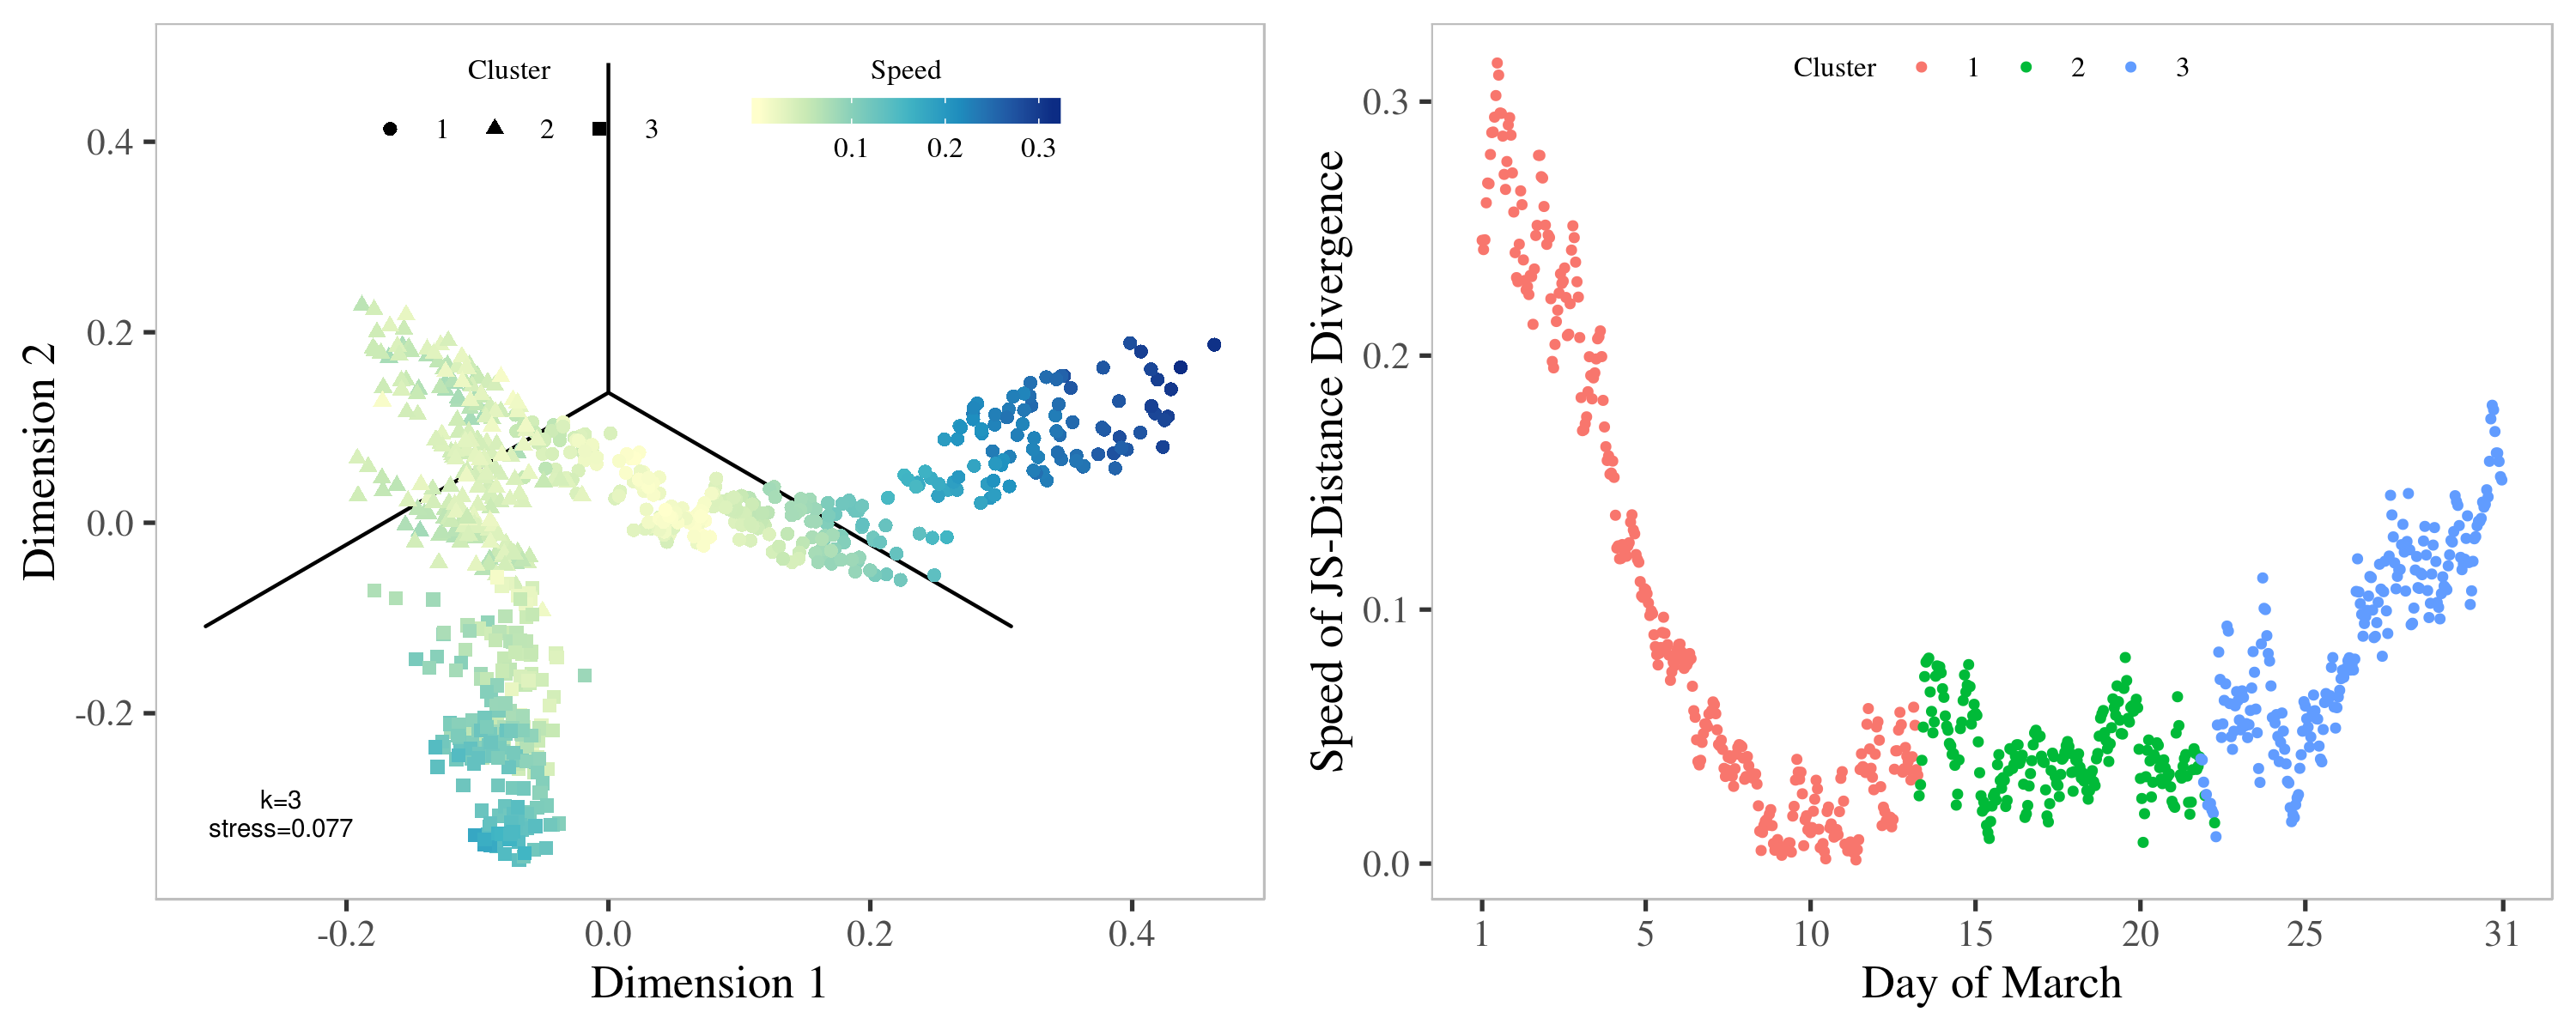 Cluster
1 2 3
Speed
0.1 0.2 0.3
Dimension 2
0.4
0.2
0.0
-0.2
k=3
stress=0.077
-0.2 0.0 0.2 0.4
Dimension 1
Cluster 1 2 3
Speed of JS-Distance Divergence
0.3
0.2
0.1
0.0
1 5 10 15 20 25 31
Day of March